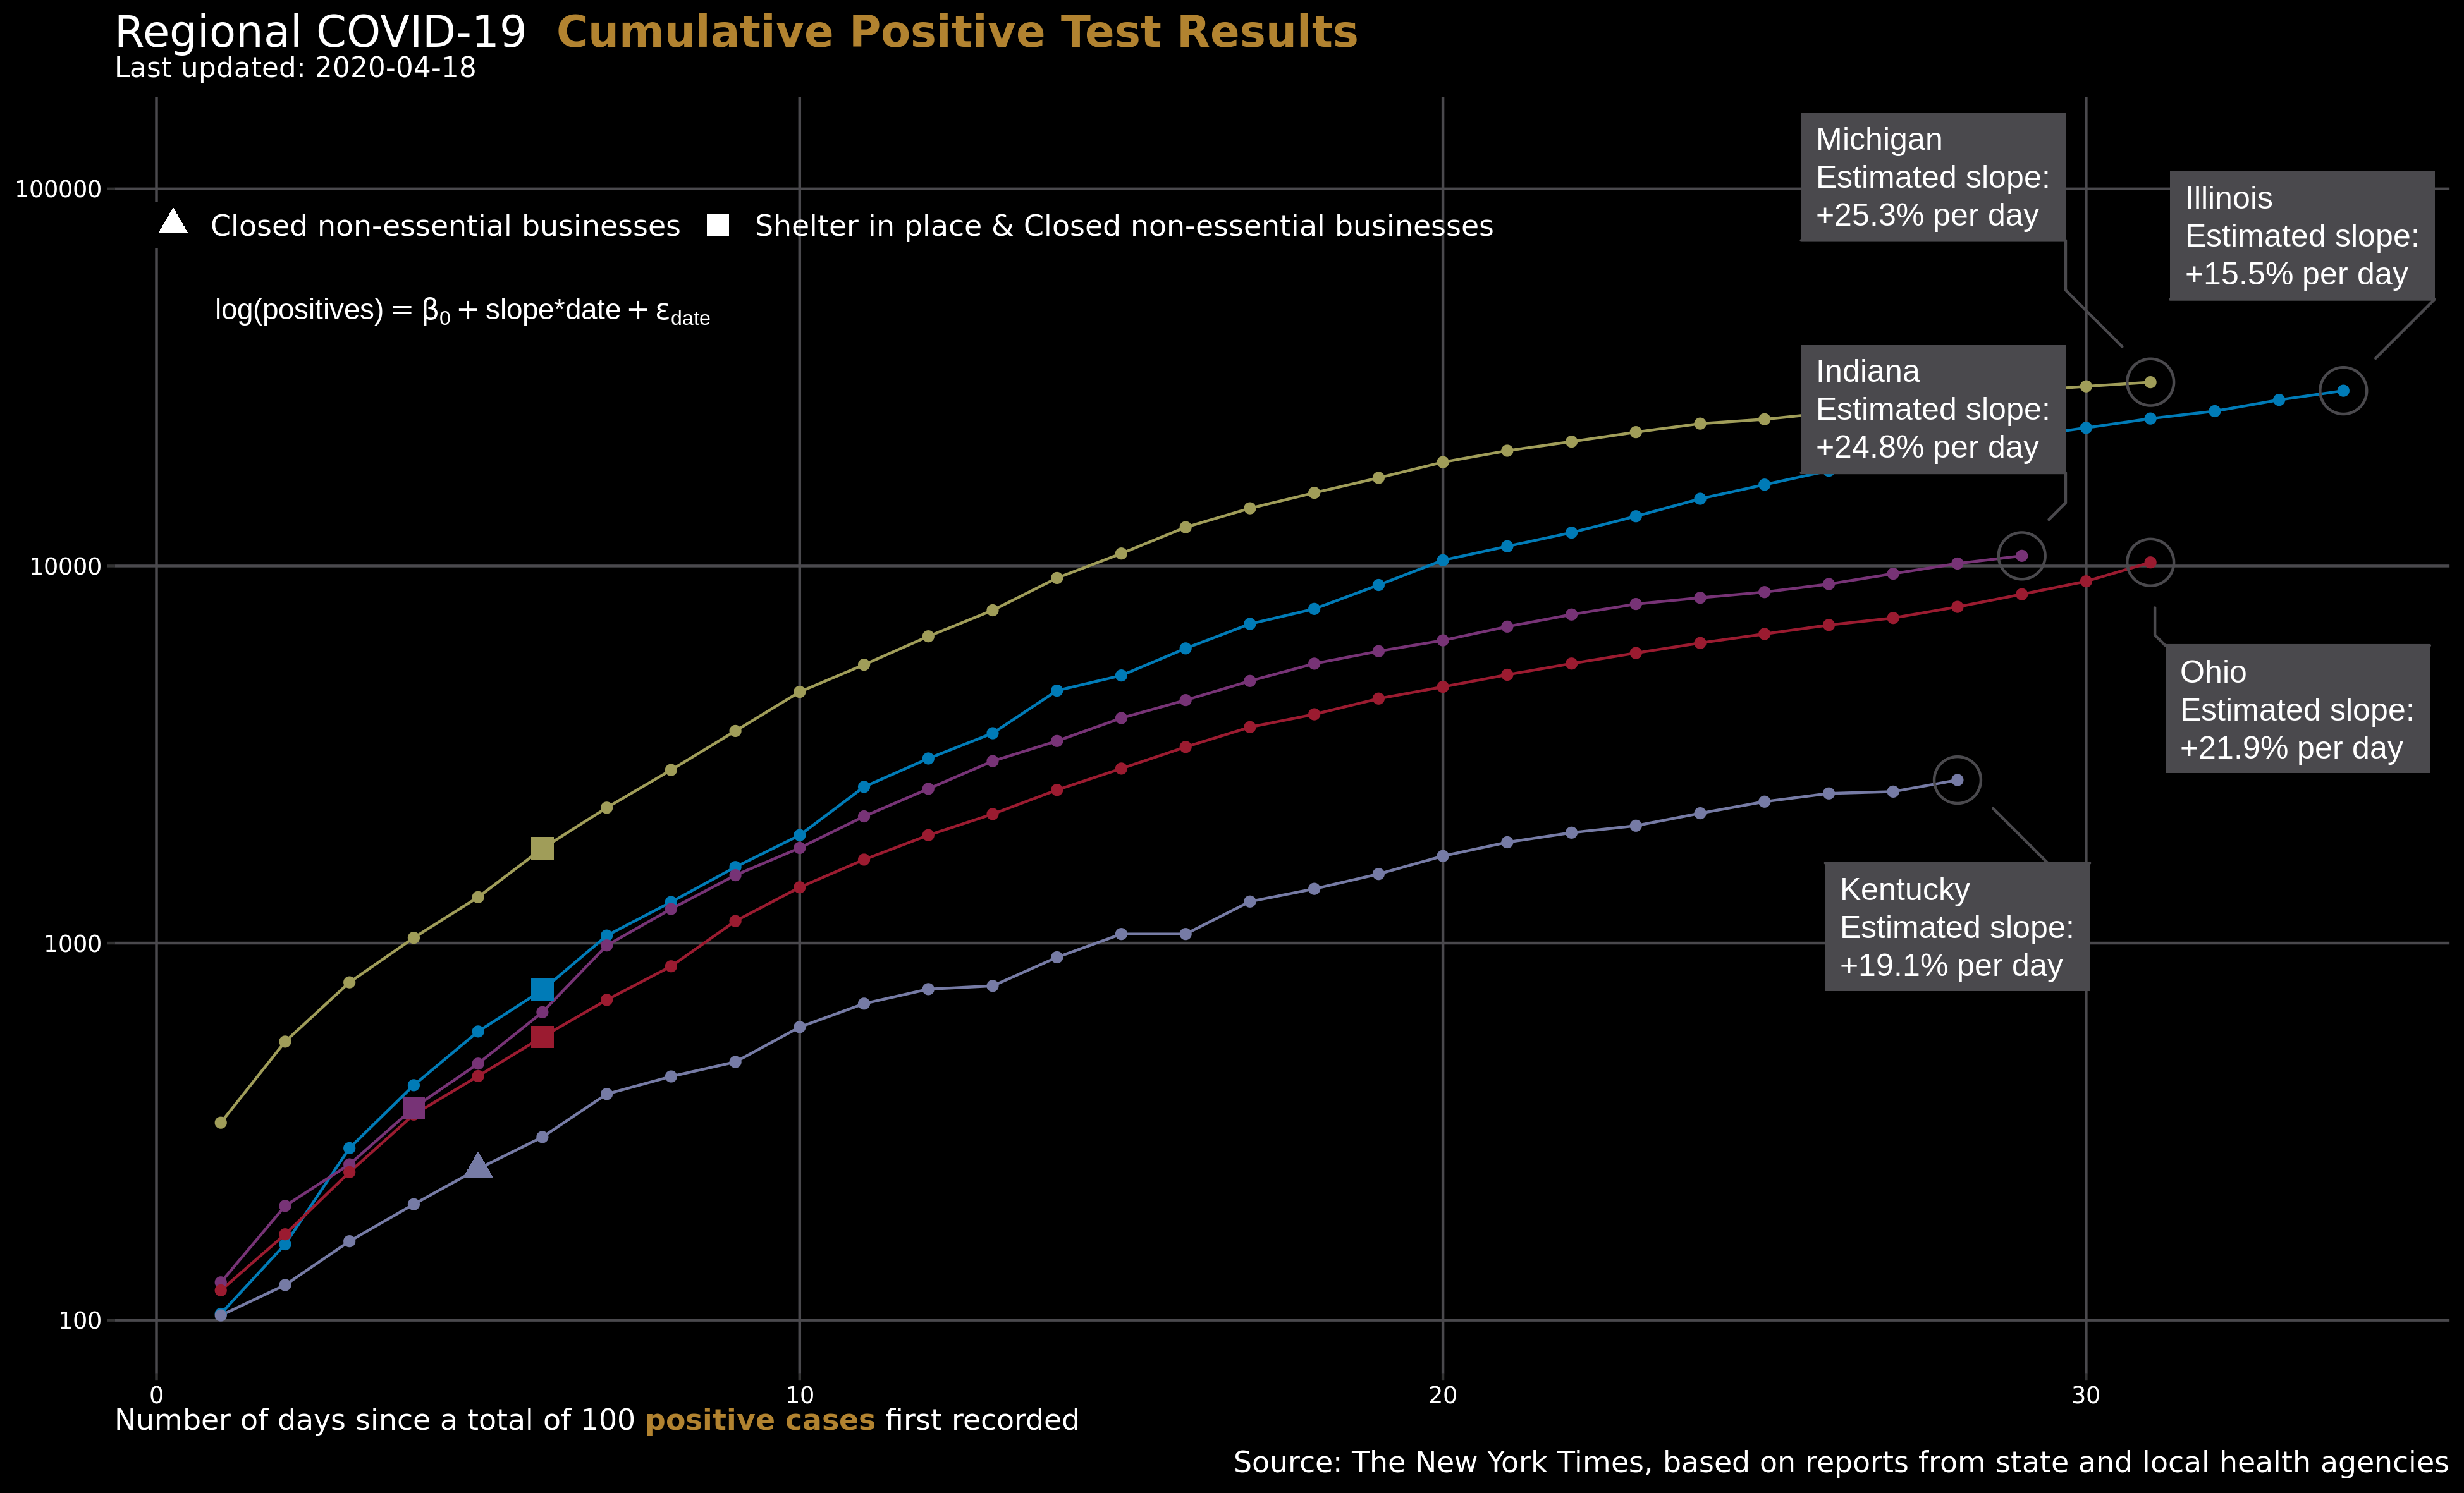 Regional COVID-19 Cumulative Positive Test Results
Last updated: 2020-04-18
Michigan
Estimated slope:
+25.3% per day
Illinois
Estimated slope:
+15.5% per day
100000
Closed non-essential businesses
Shelter in place & Closed non-essential businesses
log(positives) = β0 + slope*date + εdate
Indiana
Estimated slope:
+24.8% per day
10000
Ohio
Estimated slope:
+21.9% per day
Kentucky
Estimated slope:
+19.1% per day
1000
100
0 10 20 30
Number of days since a total of 100 positive cases first recorded
Source: The New York Times, based on reports from state and local health agencies